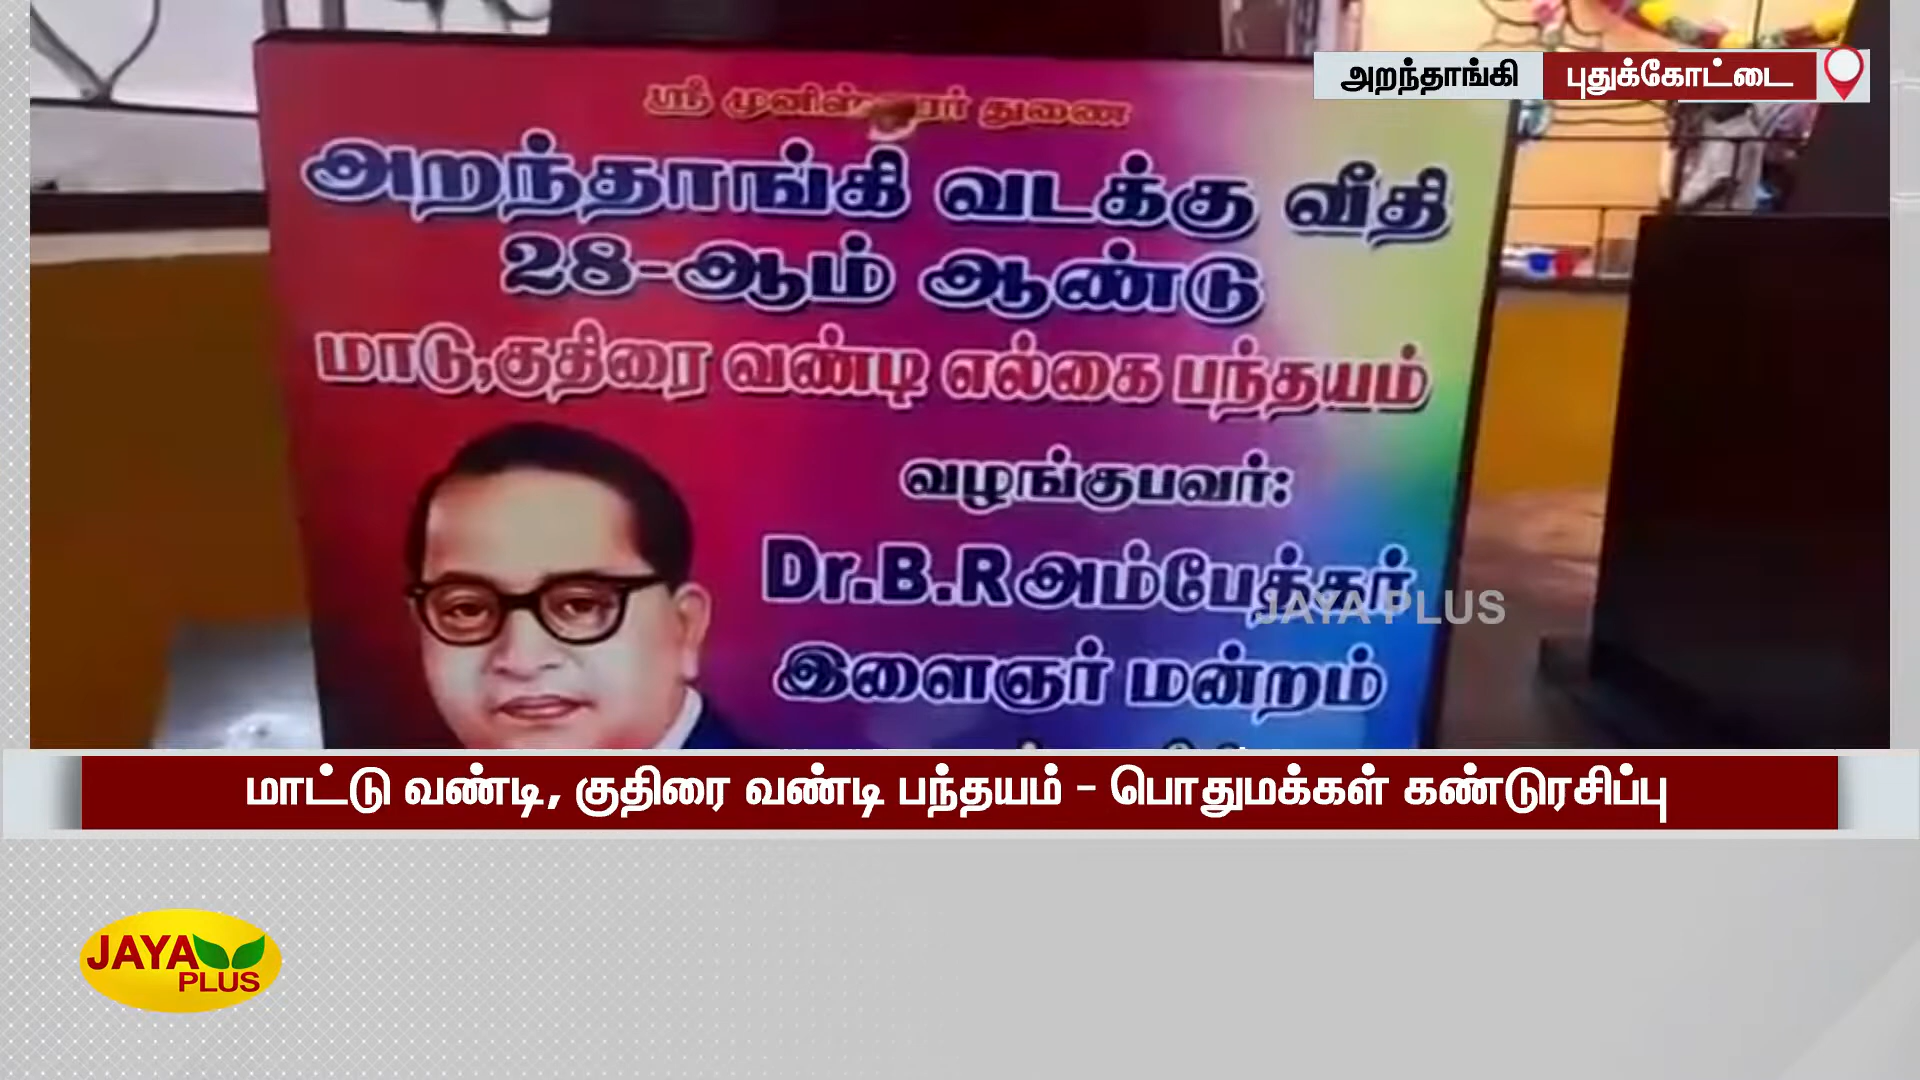 அறந்தாங்கி புதுக்கோட்டை
ஸ்ரீ முனிஸ்வரர் துணை
அறந்தாங்கி வடக்கு வீதி
28-ஆம் ஆண்டு
மாடு,குதிரை வண்டி எல்கை பந்தயம்
வழங்குபவர்:
Dr.B.R அம்பேத்கர்
JAYA PLUS
இளைஞர் மன்றம்
மாட்டு வண்டி, குதிரை வண்டி பந்தயம் - பொதுமக்கள் கண்டுரசிப்பு
JAYA
PLUS